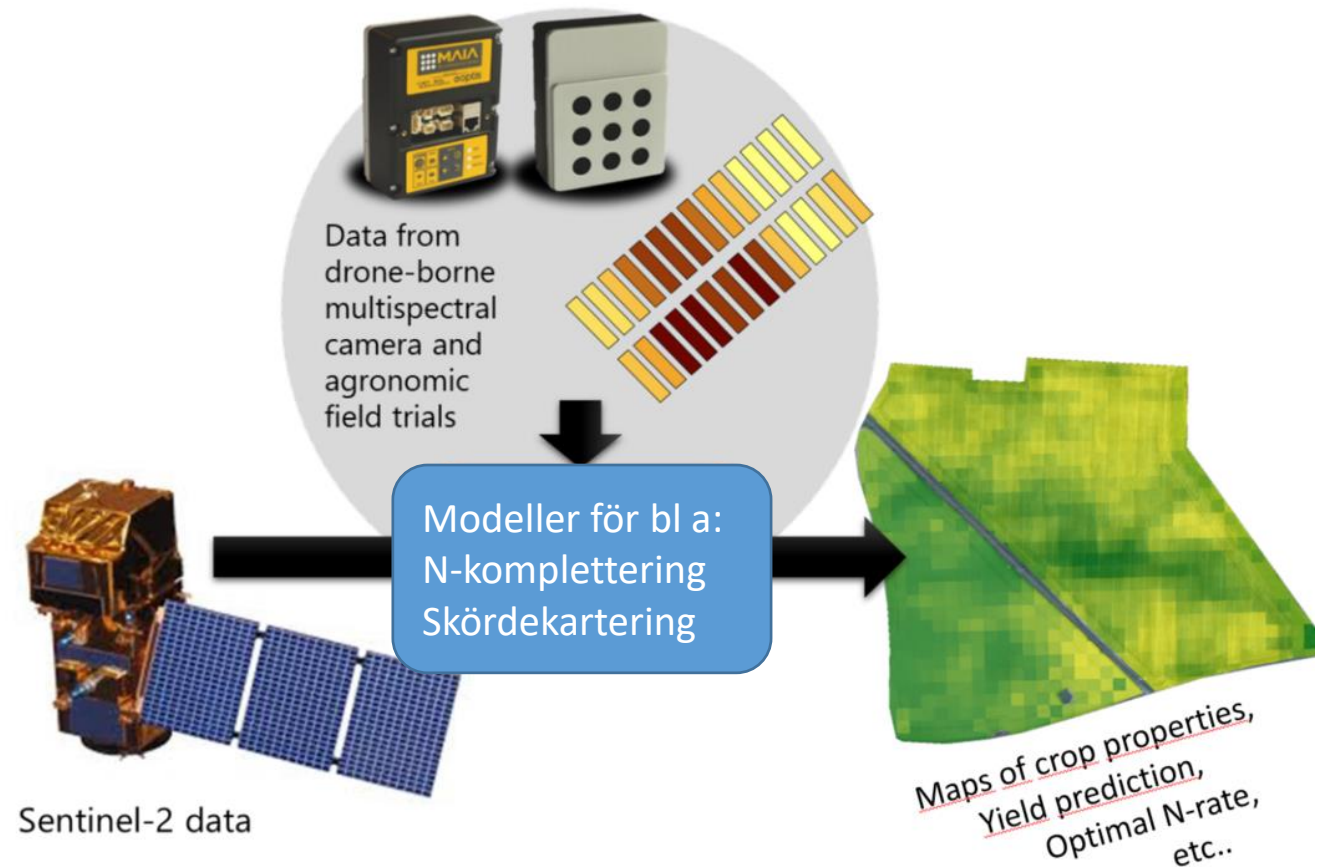 MAIA
eoptis
Data from
drone-borne
multispectral
camera and
agronomic
field trials
Modeller för bl a:
N-komplettering
Skördekartering
Sentinel-2 data
Maps of crop properties,
Yield prediction,
Optimal N-rate,
etc..